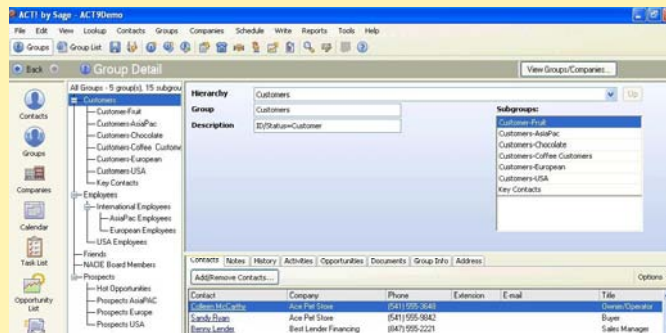 ACT! by Sage - ACT9Demo
File Edit View Lookup Contacts Groups Companies Schedule Write Reports Tools Help
Groups Group List
Back Group Detail View Groups/Companies...
Contacts
Groups
Companies
Calendar
Task List
Opportunity List
All Groups - 5 group(s), 15 subgrou
Customers
Customer-Fruit
Customers-AsiaPac
Customers-Chocolate
Customers-Coffee Custome
Customers-European
Customers-USA
Key Contacts
Employees
International Employees
AsiaPac Employees
European Employees
USA Employees
Friends
Board Members
Prospects
Hot Opportunities
Prospects AsiaPAC
Prospects Europe
Prospects USA
Hierarchy Customers Up
Group Customers
Description ID/Status=Customer
Subgroups:
Customer-Fruit
Customers-AsiaPac
Customers-Chocolate
Customers-Coffee Customers
Customers-European
Customers-USA
Key Contacts
Contacts Notes History Activities Opportunities Documents Group Info Address
Add/Remove Contacts... Options
Contact Company Phone Extension E-mail Title
Colleen McCarthy Ace Pet Store (541) 555-3648 Owner/Operator
Sandy Ryan Ace Pet Store (541) 555-9842 Buyer
Benny Lender Best Lender Financing (847) 555-2221 Sales Manager